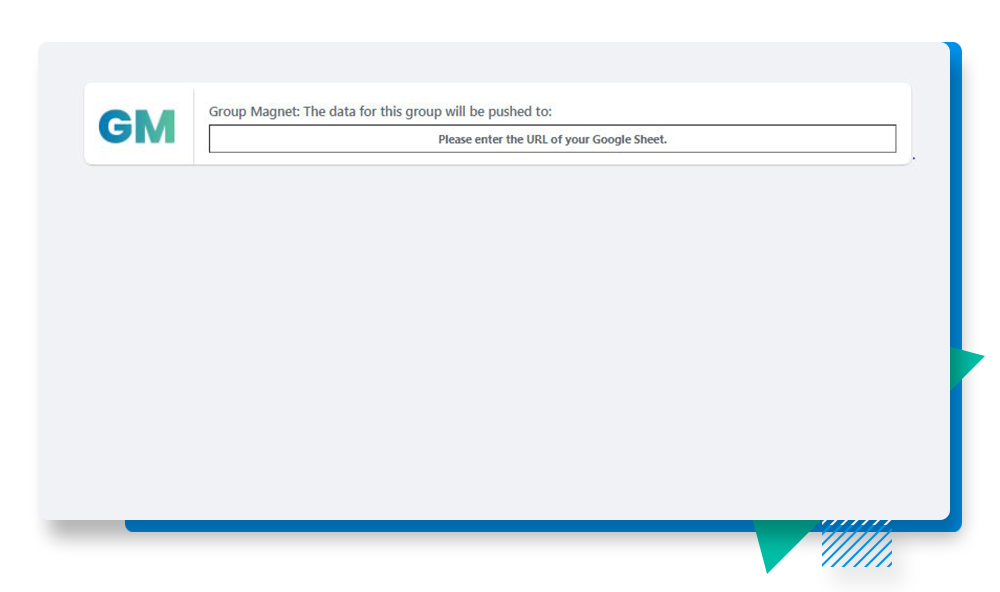 GM
Group Magnet: The data for this group will be pushed to:
Please enter the URL of your Google Sheet.